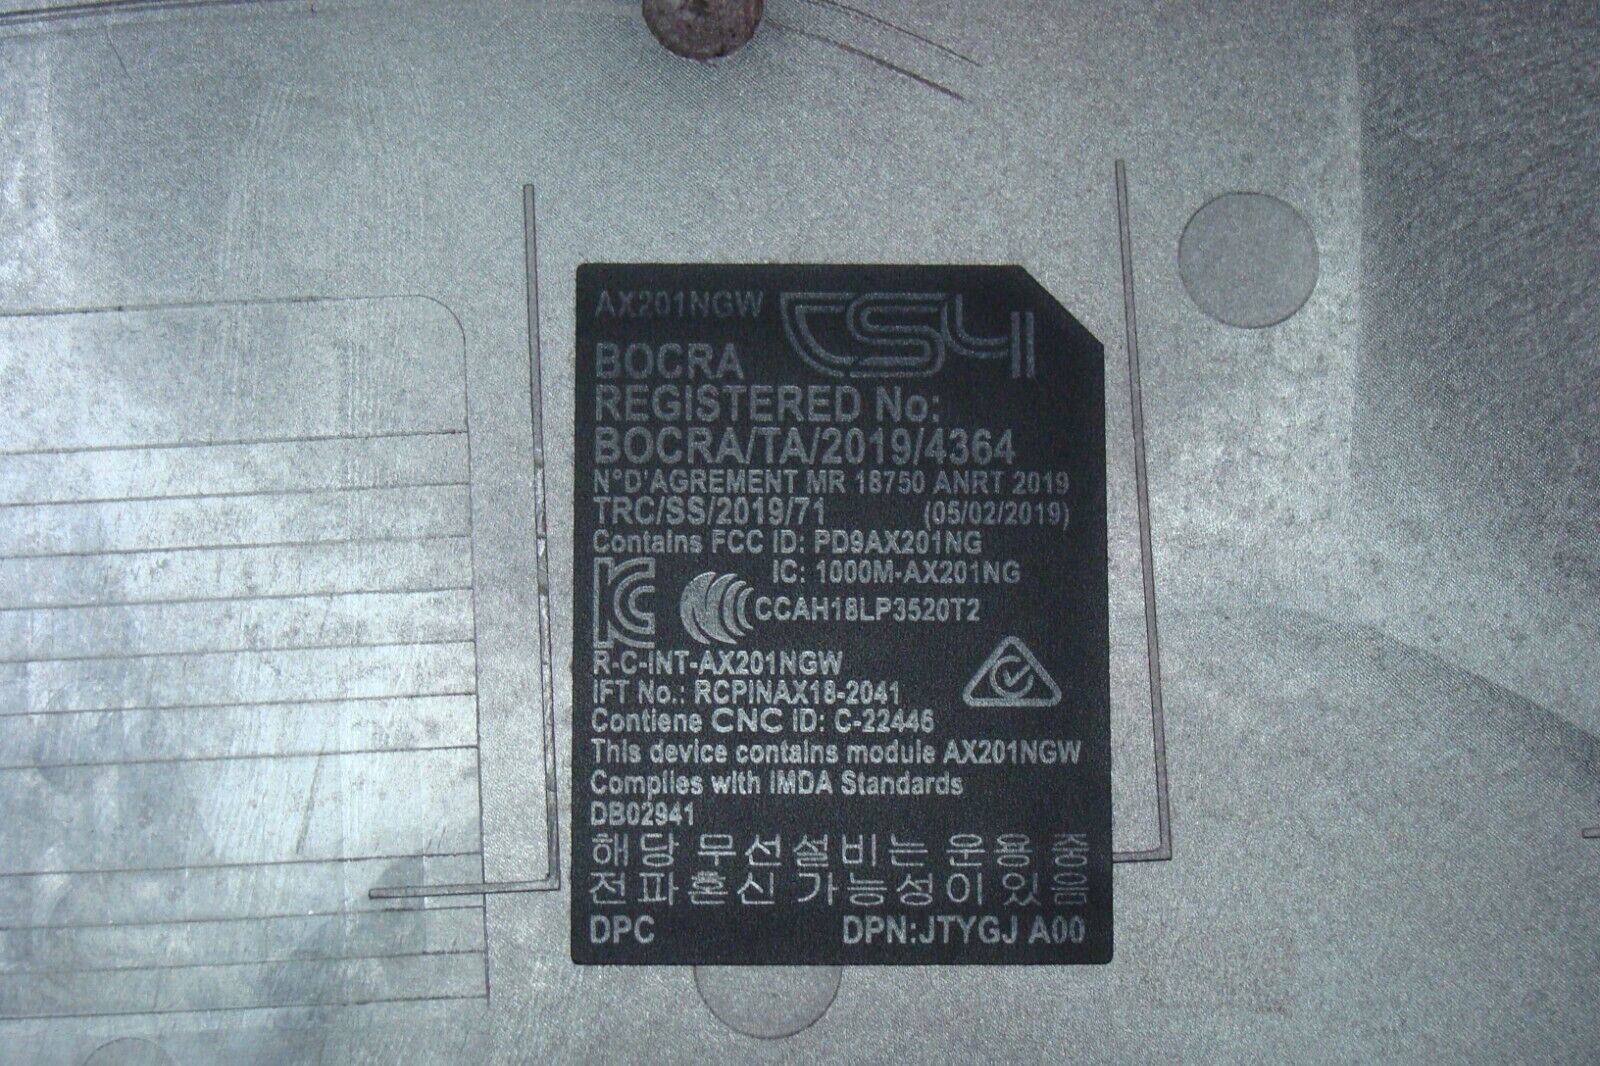 AX201NGW
BOCRA
REGISTERED No:
BOCRA/TA/2019/4364
N°D'AGREMENT MR 18750 ANRT 2019
TRC/SS/2019/71 (05/02/2019)
Contains FCC ID: PD9AX201NG
IC: 1000M-AX201NG
CCAH18LP3520T2
R-C-INT-AX201NGW
IFT No.: RCPINAX18-2041
Contiene CNC ID: C-22446
This device contains module AX201NGW
Complies with IMDA Standards
DB02941
해당 무선설비는 운용 중
전파혼신 가능성이 있음
DPC DPN:JTYGJ A00